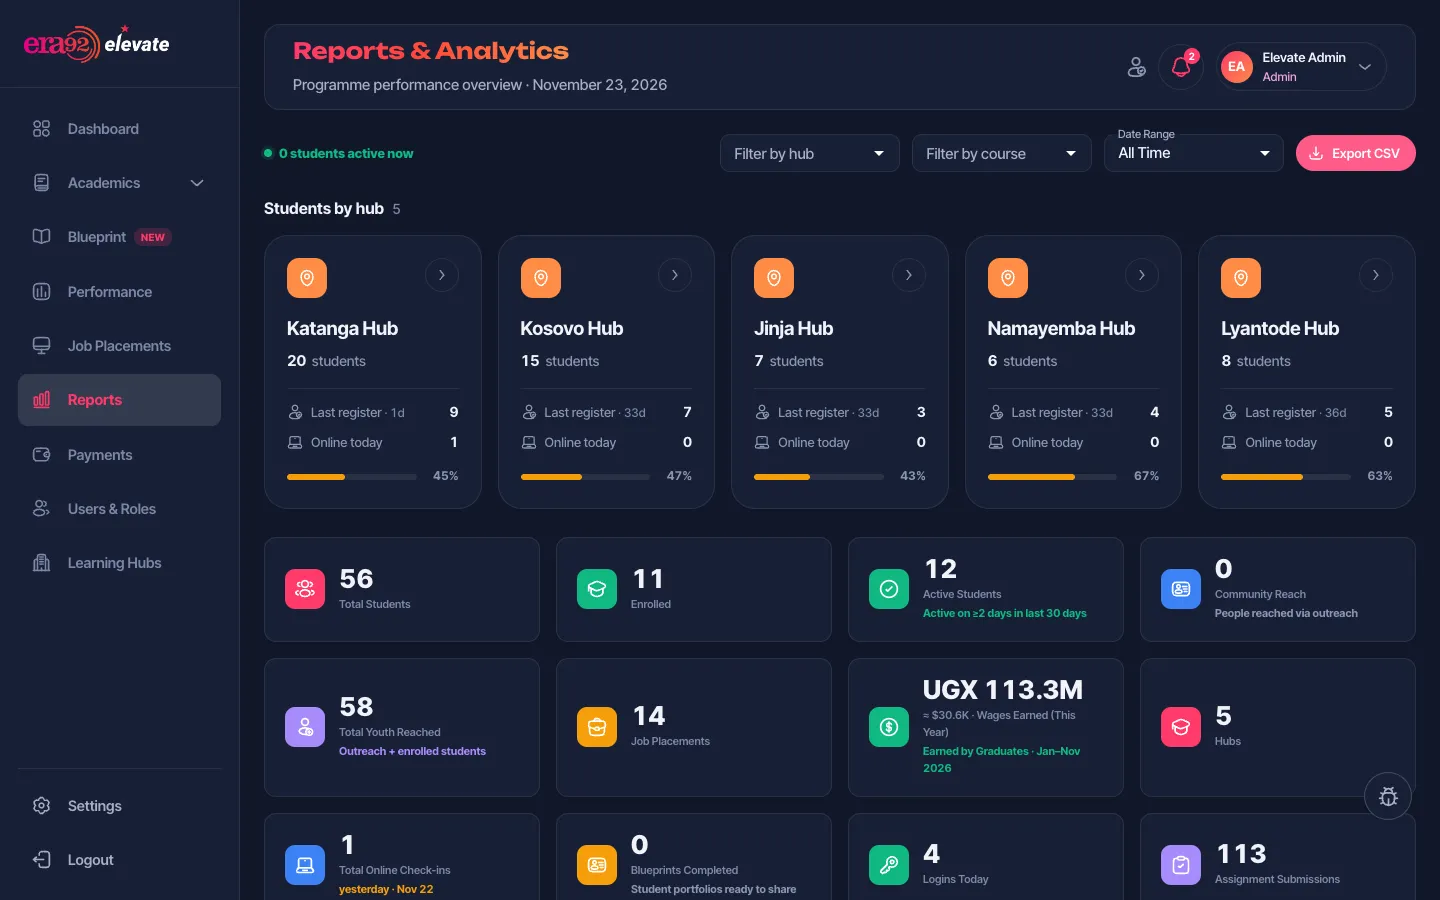 era92 elevate
Dashboard
Academics
Blueprint NEW
Performance
Job Placements
Reports
Payments
Users & Roles
Learning Hubs
Settings
Logout
Reports & Analytics
Programme performance overview · November 23, 2026
2
EA
Elevate Admin
Admin
0 students active now
Filter by hub
Filter by course
Date Range
All Time
Export CSV
Students by hub 5
Katanga Hub
20 students
Last register · 1d 9
Online today 1
45%
Kosovo Hub
15 students
Last register · 33d 7
Online today 0
47%
Jinja Hub
7 students
Last register · 33d 3
Online today 0
43%
Namayemba Hub
6 students
Last register · 33d 4
Online today 0
67%
Lyantode Hub
8 students
Last register · 36d 5
Online today 0
63%
56
Total Students
11
Enrolled
12
Active Students
Active on ≥2 days in last 30 days
0
Community Reach
People reached via outreach
58
Total Youth Reached
Outreach + enrolled students
14
Job Placements
UGX 113.3M
≈ $30.6K · Wages Earned (This
Year)
Earned by Graduates · Jan–Nov
2026
5
Hubs
1
Total Online Check-ins
yesterday · Nov 22
0
Blueprints Completed
Student portfolios ready to share
4
Logins Today
113
Assignment Submissions